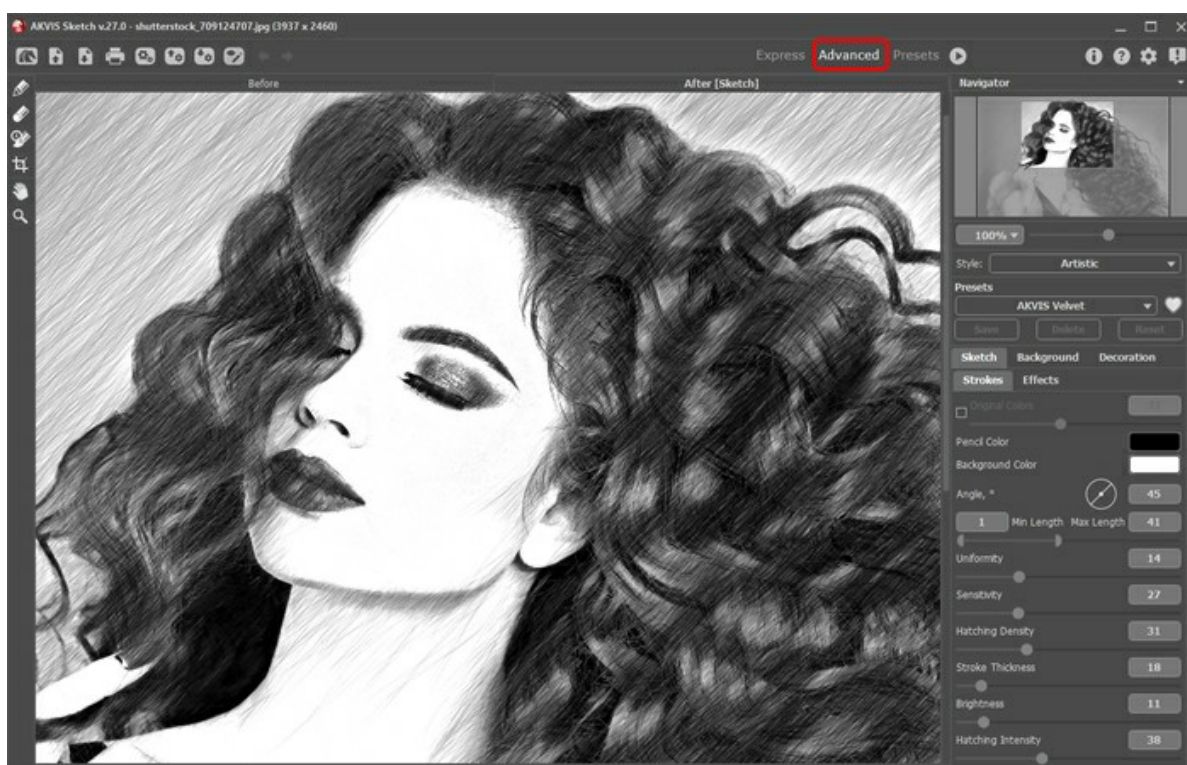 AKVIS Sketch v.27.0 - shutterstock_709124707.jpg (3937 x 2460)
Express Advanced Presets
Before After [Sketch]
Navigator
100%
Style: Artistic
Presets
AKVIS Velvet
Save Delete Reset
Sketch Background Decoration
Strokes Effects
Original Colors
Pencil Color
Background Color
Angle, ° 45
1 Min Length Max Length 41
Uniformity 14
Sensitivity 27
Hatching Density 31
Stroke Thickness 18
Brightness 11
Hatching Intensity 38